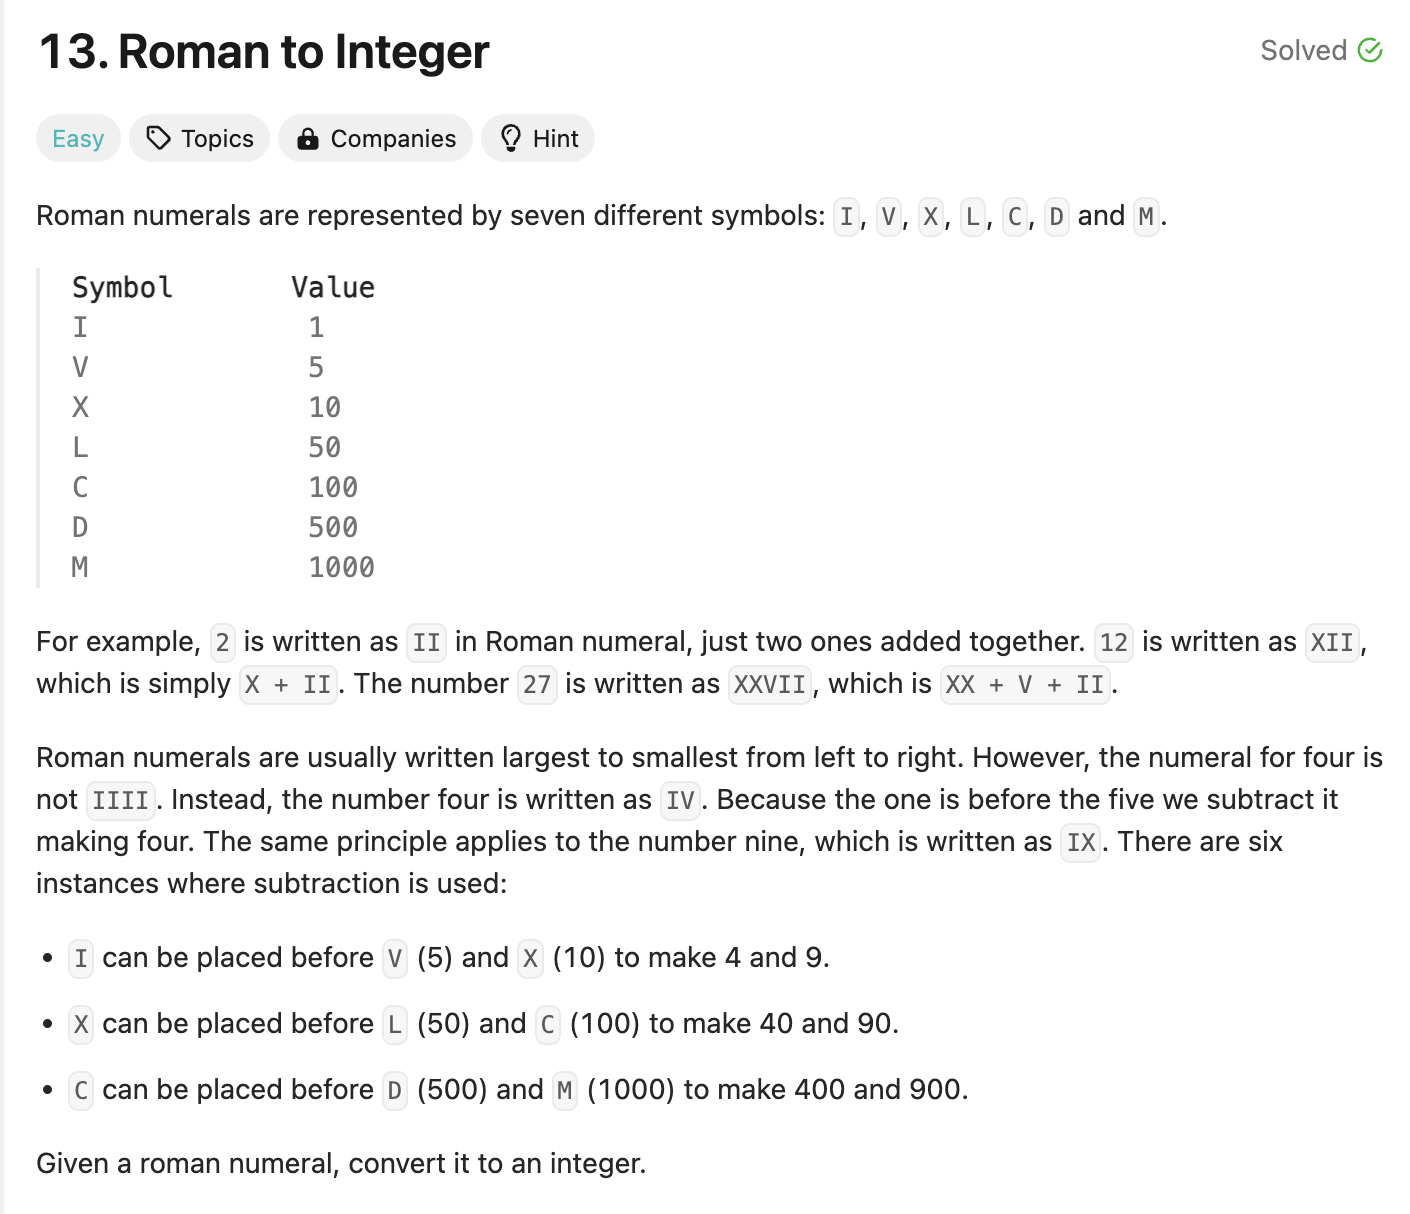 13. Roman to Integer
Solved
Easy
Topics
Companies
Hint
Roman numerals are represented by seven different symbols: I, V, X, L, C, D and M.
Symbol Value
I 1
V 5
X 10
L 50
C 100
D 500
M 1000
For example, 2 is written as II in Roman numeral, just two ones added together. 12 is written as XII,
which is simply X + II. The number 27 is written as XXVII, which is XX + V + II.
Roman numerals are usually written largest to smallest from left to right. However, the numeral for four is
not IIII. Instead, the number four is written as IV. Because the one is before the five we subtract it
making four. The same principle applies to the number nine, which is written as IX. There are six
instances where subtraction is used:
• I can be placed before V (5) and X (10) to make 4 and 9.
• X can be placed before L (50) and C (100) to make 40 and 90.
• C can be placed before D (500) and M (1000) to make 400 and 900.
Given a roman numeral, convert it to an integer.